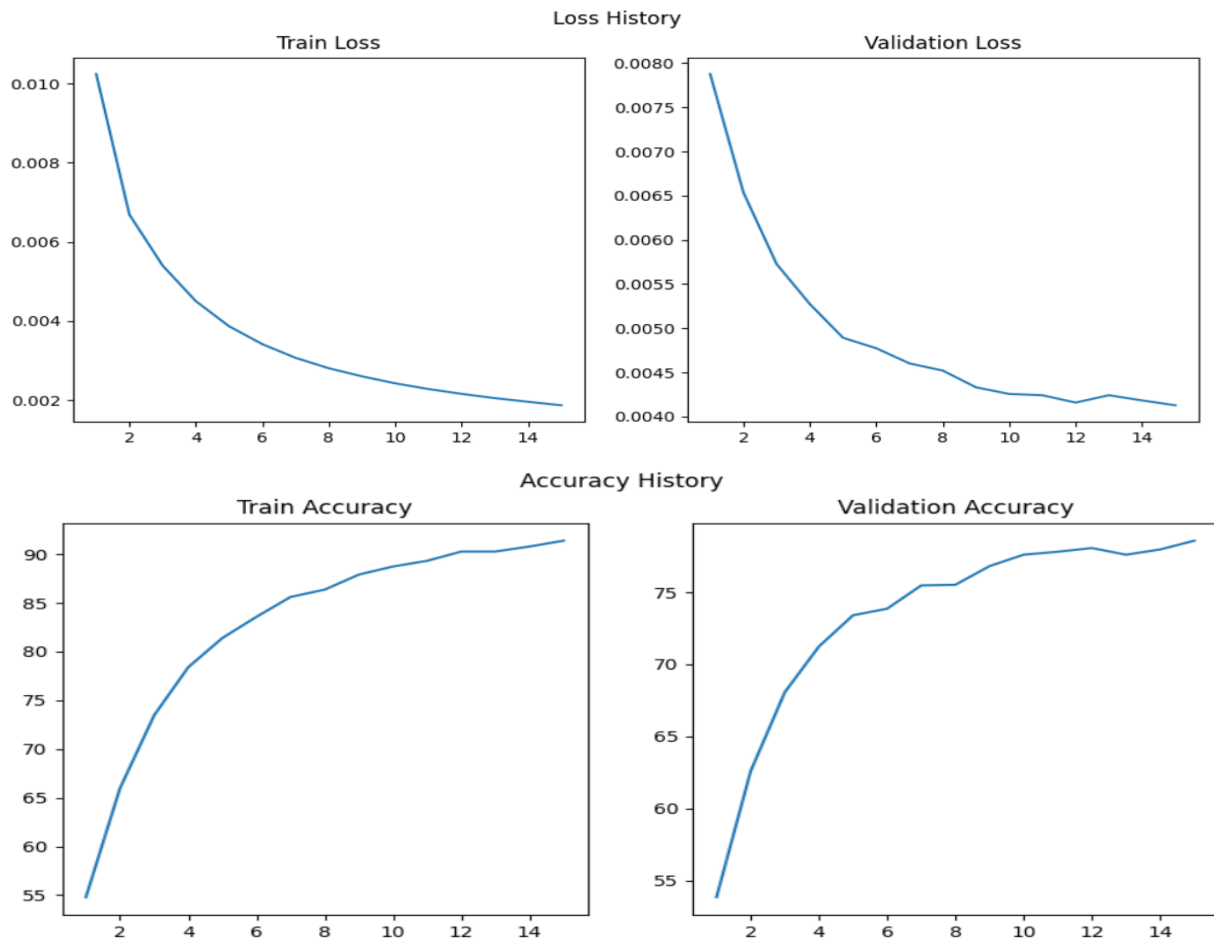 Loss History
Train Loss
0.010
0.008
0.006
0.004
0.002
2 4 6 8 10 12 14
Validation Loss
0.0080
0.0075
0.0070
0.0065
0.0060
0.0055
0.0050
0.0045
0.0040
2 4 6 8 10 12 14
Accuracy History
Train Accuracy
90
85
80
75
70
65
60
55
2 4 6 8 10 12 14
Validation Accuracy
75
70
65
60
55
2 4 6 8 10 12 14